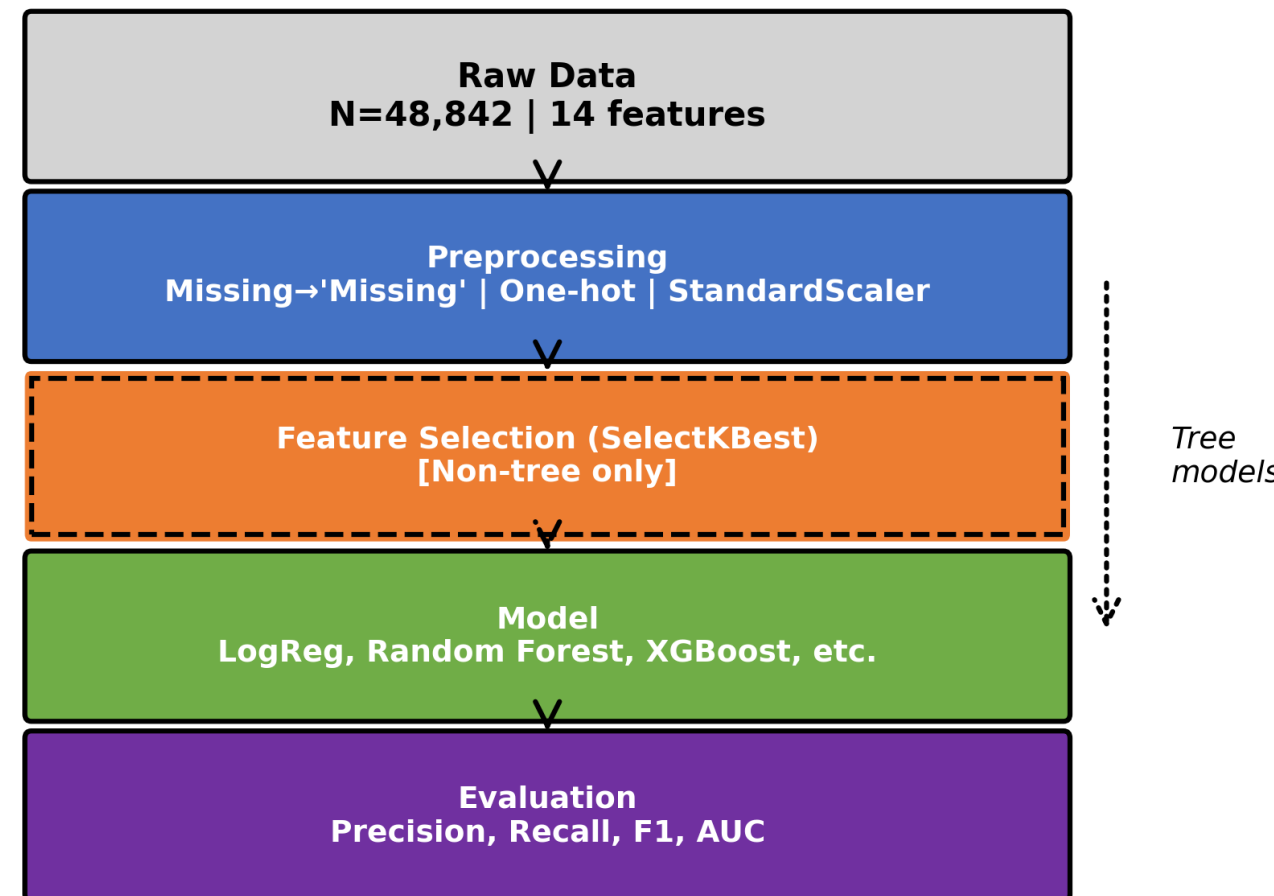 Raw Data
N=48,842 | 14 features
Preprocessing
Missing→'Missing' | One-hot | StandardScaler
Feature Selection (SelectKBest)
[Non-tree only]
Tree
models
Model
LogReg, Random Forest, XGBoost, etc.
Evaluation
Precision, Recall, F1, AUC